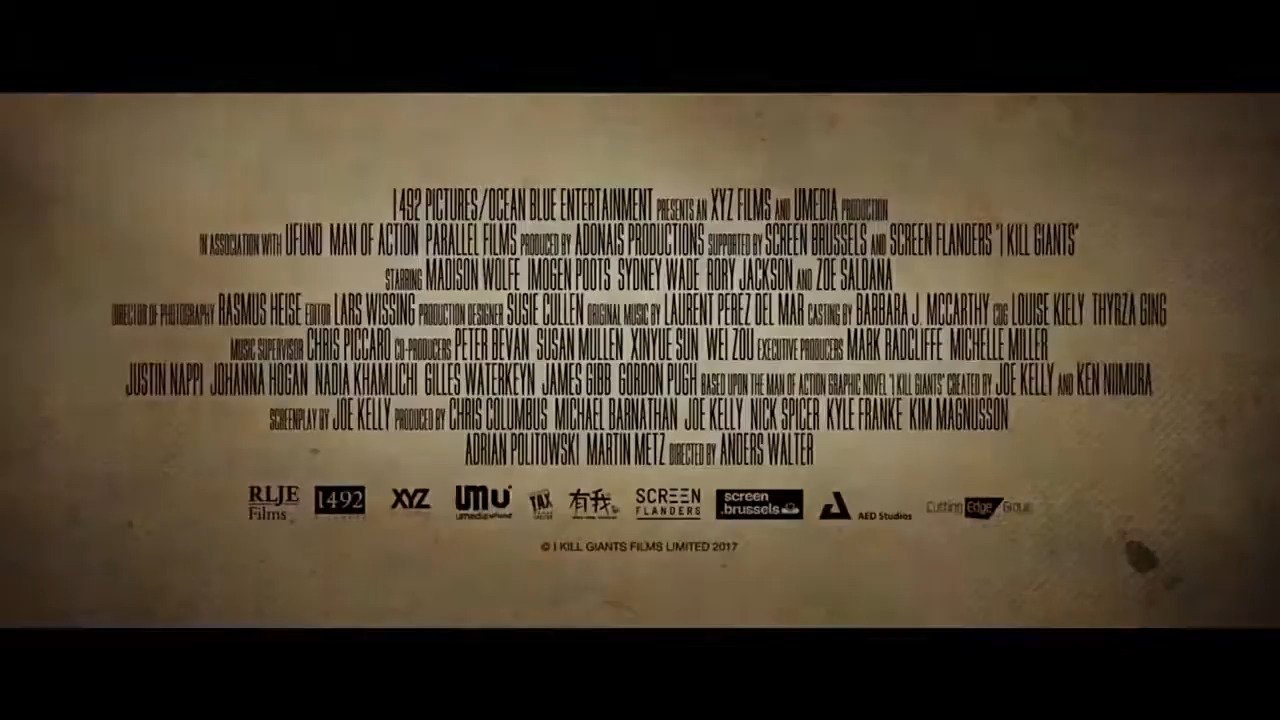 1492 PICTURES/OCEAN BLUE ENTERTAINMENT PRESENTS AN XYZ FILMS AND UMEDIA PRODUCTION
IN ASSOCIATION WITH UFUND MAN OF ACTION PARALLEL FILMS PRODUCED BY ADONAIS PRODUCTIONS SUPPORTED BY SCREEN BRUSSELS AND SCREEN FLANDERS "I KILL GIANTS"
STARRING MADISON WOLFE IMOGEN POOTS SYDNEY WADE RORY JACKSON AND ZOE SALDANA
DIRECTOR OF PHOTOGRAPHY RASMUS HEISE EDITOR LARS WISSING PRODUCTION DESIGNER SUSIE CULLEN ORIGINAL MUSIC BY LAURENT PEREZ DEL MAR CASTING BY BARBARA J. MCCARTHY CDG LOUISE KIELY THYRZA GING
MUSIC SUPERVISOR CHRIS PICCARO CO-PRODUCERS PETER BEVAN SUSAN MULLEN XINYUE SUN WEI ZOU EXECUTIVE PRODUCERS MARK RADCLIFFE MICHELLE MILLER
JUSTIN NAPPI JOHANNA HOGAN NADIA KHAMLICHI GILLES WATERKEYN JAMES GIBB GORDON PUGH BASED UPON THE MAN OF ACTION GRAPHIC NOVEL "I KILL GIANTS" CREATED BY JOE KELLY AND KEN NIIMURA
SCREENPLAY BY JOE KELLY PRODUCED BY CHRIS COLUMBUS MICHAEL BARNATHAN JOE KELLY NICK SPICER KYLE FRANKE KIM MAGNUSSON
ADRIAN POLITOWSKI MARTIN METZ DIRECTED BY ANDERS WALTER
RLJE Films 1492 XYZ UMU umedia ufund TAX 有我 SCREEN FLANDERS screen .brussels AED Studios Cutting Edge Group
© I KILL GIANTS FILMS LIMITED 2017